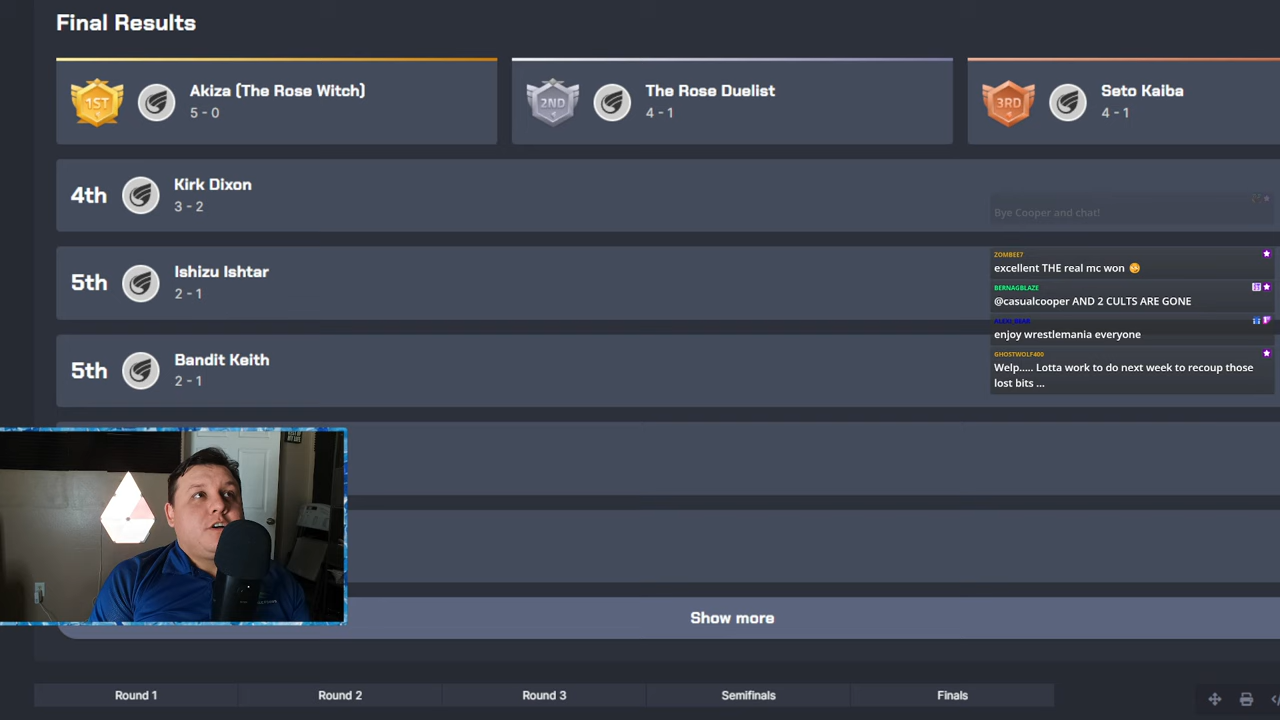 Final Results
1ST
Akiza (The Rose Witch)
5 - 0
2ND
The Rose Duelist
4 - 1
3RD
Seto Kaiba
4 - 1
4th
Kirk Dixon
3 - 2
5th
Ishizu Ishtar
2 - 1
5th
Bandit Keith
2 - 1
Bye Cooper and chat!
ZOMBEE7
excellent THE real mc won
BERNAGBLAZE
@casualcooper AND 2 CULTS ARE GONE
enjoy wrestlemania everyone
GHOSTWOLF400
Welp..... Lotta work to do next week to recoup those
lost bits ...
Show more
Round 1
Round 2
Round 3
Semifinals
Finals